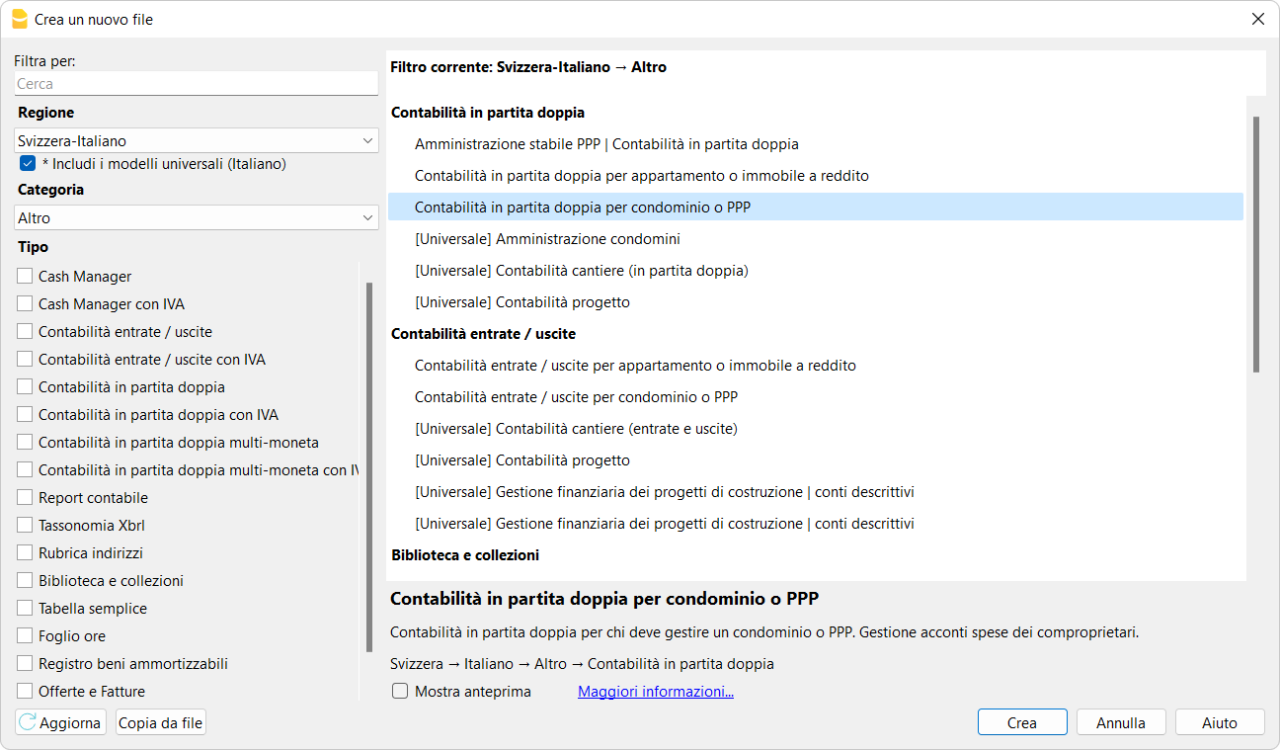 Crea un nuovo file
Filtra per:
Cerca
Regione
Svizzera-Italiano
* Includi i modelli universali (Italiano)
Categoria
Altro
Tipo
Cash Manager
Cash Manager con IVA
Contabilità entrate / uscite
Contabilità entrate / uscite con IVA
Contabilità in partita doppia
Contabilità in partita doppia con IVA
Contabilità in partita doppia multi-moneta
Contabilità in partita doppia multi-moneta con IV
Report contabile
Tassonomia Xbrl
Rubrica indirizzi
Biblioteca e collezioni
Tabella semplice
Foglio ore
Registro beni ammortizzabili
Offerte e Fatture
Aggiorna
Copia da file
Filtro corrente: Svizzera-Italiano → Altro
Contabilità in partita doppia
Amministrazione stabile PPP | Contabilità in partita doppia
Contabilità in partita doppia per appartamento o immobile a reddito
Contabilità in partita doppia per condominio o PPP
[Universale] Amministrazione condomini
[Universale] Contabilità cantiere (in partita doppia)
[Universale] Contabilità progetto
Contabilità entrate / uscite
Contabilità entrate / uscite per appartamento o immobile a reddito
Contabilità entrate / uscite per condominio o PPP
[Universale] Contabilità cantiere (entrate e uscite)
[Universale] Contabilità progetto
[Universale] Gestione finanziaria dei progetti di costruzione | conti descrittivi
[Universale] Gestione finanziaria dei progetti di costruzione | conti descrittivi
Biblioteca e collezioni
Contabilità in partita doppia per condominio o PPP
Contabilità in partita doppia per chi deve gestire un condominio o PPP. Gestione acconti spese dei comproprietari.
Svizzera → Italiano → Altro → Contabilità in partita doppia
Mostra anteprima
Maggiori informazioni...
Crea
Annulla
Aiuto